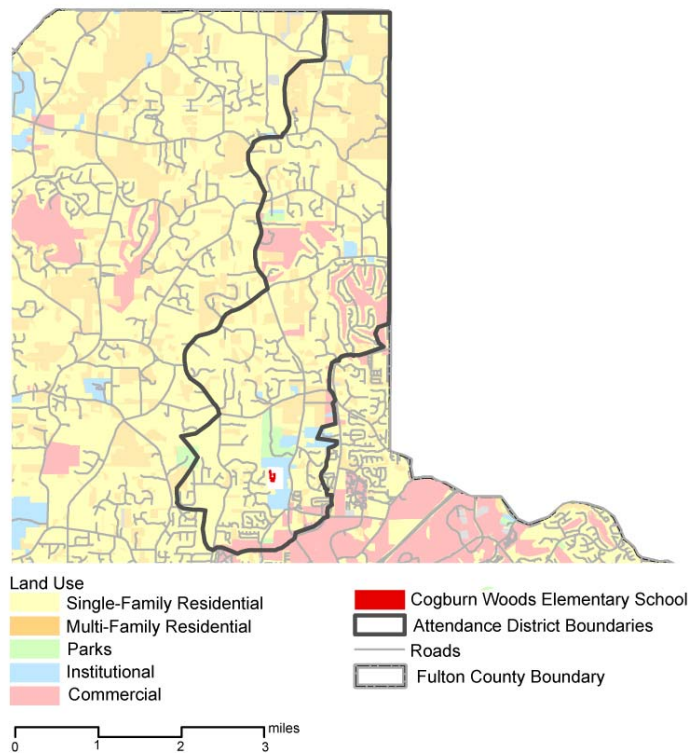 Land Use
Single-Family Residential
Multi-Family Residential
Parks
Institutional
Commercial
Cogburn Woods Elementary School
Attendance District Boundaries
Roads
Fulton County Boundary
miles
0 1 2 3